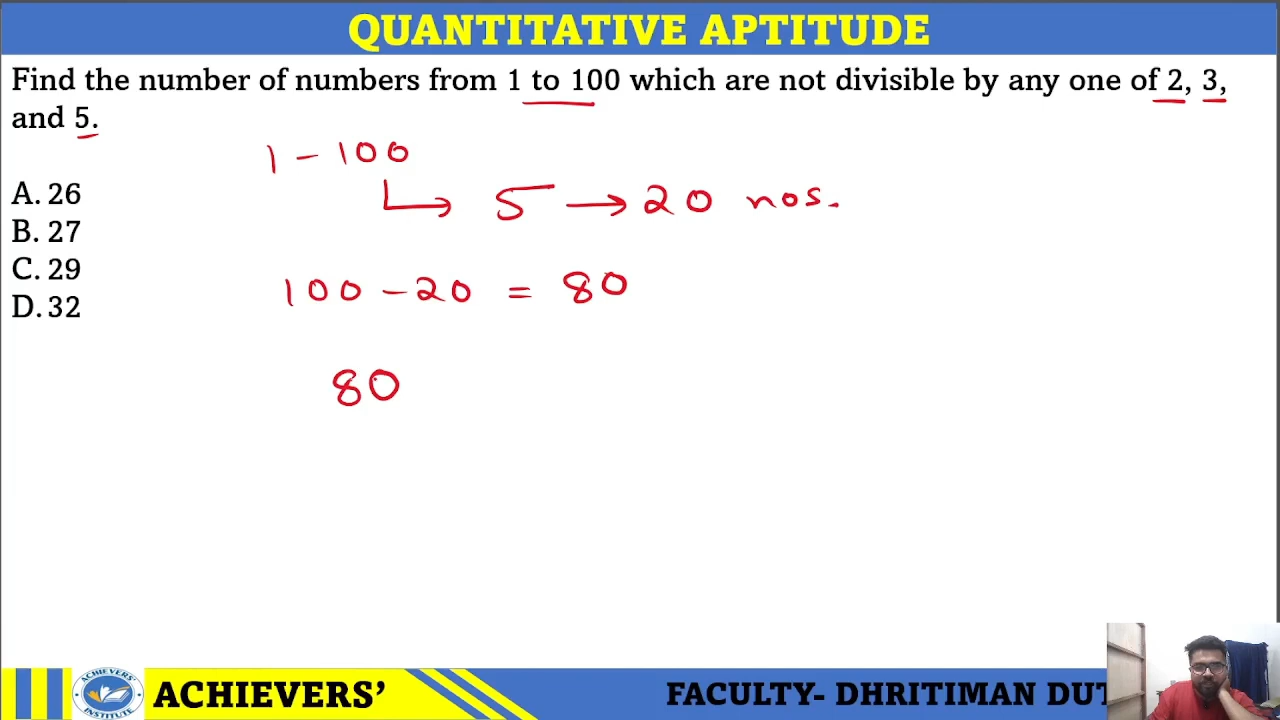 QUANTITATIVE APTITUDE
Find the number of numbers from 1 to 100 which are not divisible by any one of 2, 3,
and 5.
1 - 100
A. 26
5 → 20 nos.
B. 27
C. 29
100 - 20 = 80
D. 32
80
ACHIEVERS'
INSTITUTE
ACHIEVERS’
FACULTY- DHRITIMAN DUT